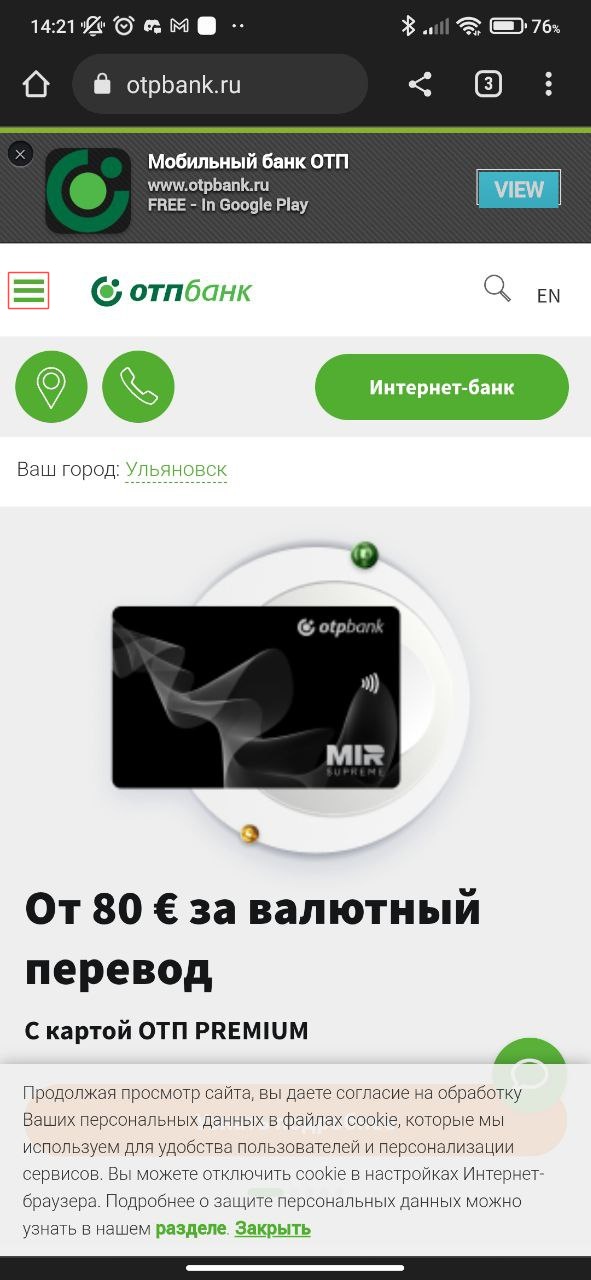 14:21
76%
otpbank.ru
3
Мобильный банк ОТП
www.otpbank.ru
FREE - In Google Play
VIEW
отпбанк
EN
Интернет-банк
Ваш город: Ульяновск
otpbank
MIR
SUPREME
От 80 € за валютный
перевод
С картой ОТП PREMIUM
Продолжая просмотр сайта, вы даете согласие на обработку
Ваших персональных данных в файлах cookie, которые мы
используем для удобства пользователей и персонализации
сервисов. Вы можете отключить cookie в настройках Интернет-
браузера. Подробнее о защите персональных данных можно
узнать в нашем разделе. Закрыть